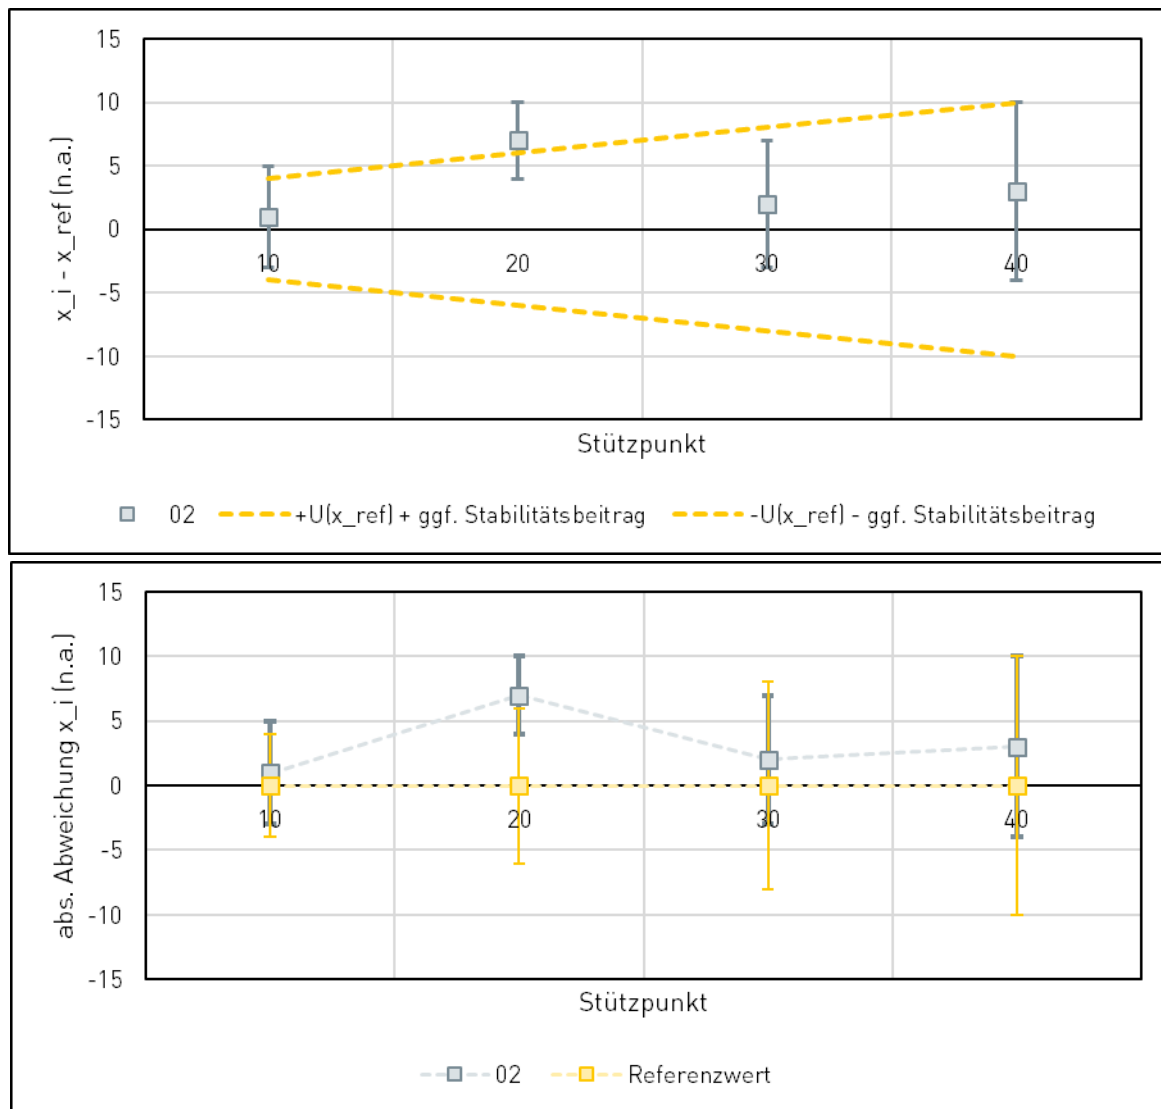 15
10
5
0
-5
-10
-15
x_i - x_ref (n.a.)
10 20 30 40
Stützpunkt
02 +U(x_ref) + ggf. Stabilitätsbeitrag -U(x_ref) - ggf. Stabilitätsbeitrag
15
10
5
0
-5
-10
-15
abs. Abweichung x_i (n.a.)
10 20 30 40
Stützpunkt
02 Referenzwert